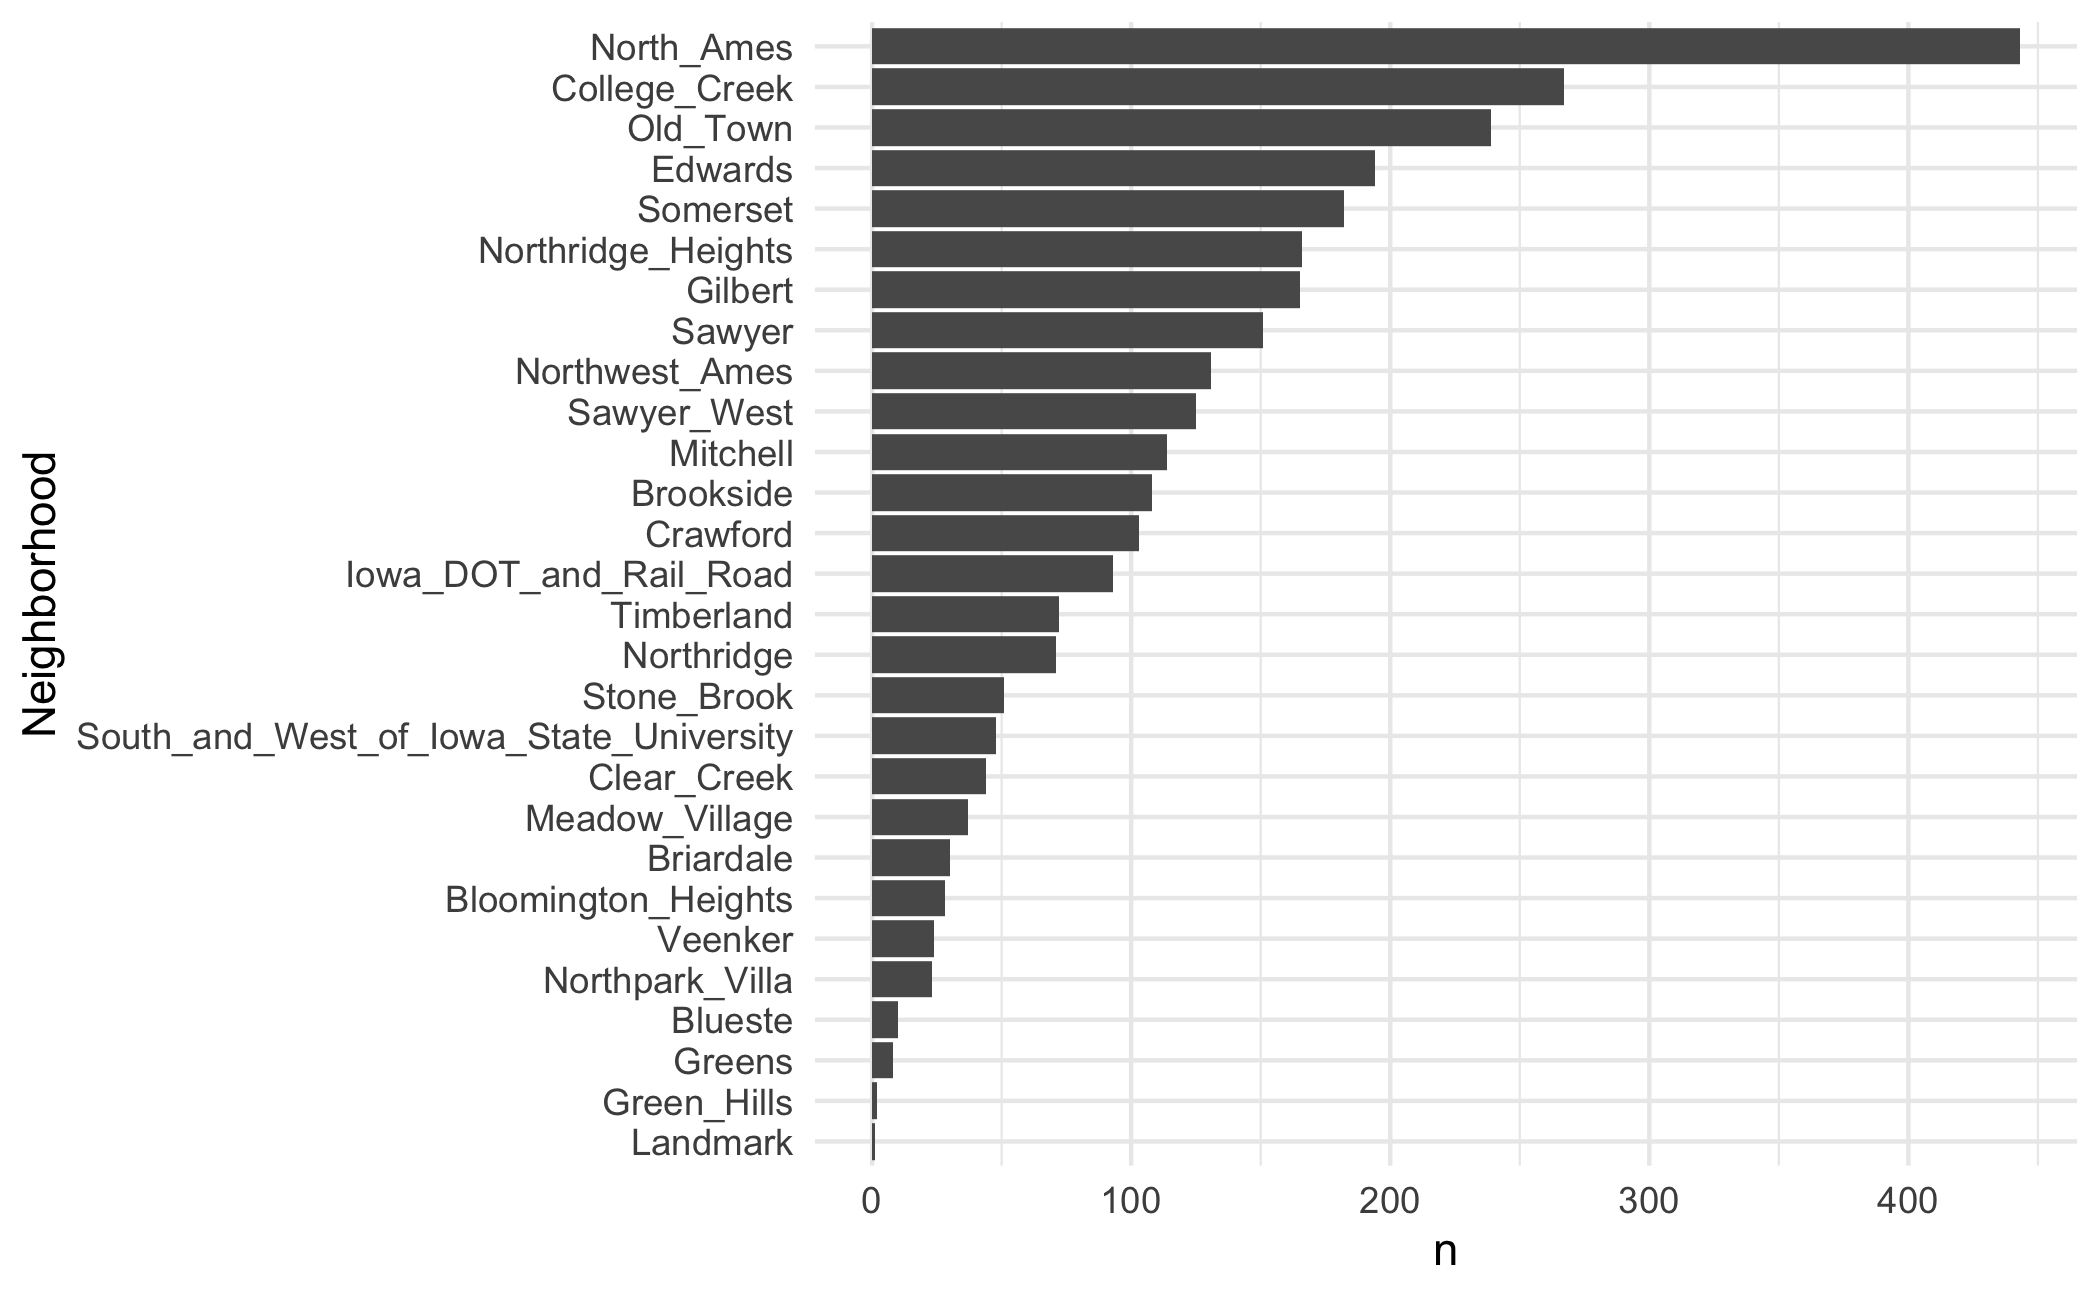 North_Ames
College_Creek
Old_Town
Edwards
Somerset
Northridge_Heights
Gilbert
Sawyer
Northwest_Ames
Sawyer_West
Mitchell
Brookside
Crawford
Iowa_DOT_and_Rail_Road
Timberland
Northridge
Stone_Brook
South_and_West_of_Iowa_State_University
Clear_Creek
Meadow_Village
Briardale
Bloomington_Heights
Veenker
Northpark_Villa
Blueste
Greens
Green_Hills
Landmark
Neighborhood
0 100 200 300 400
n